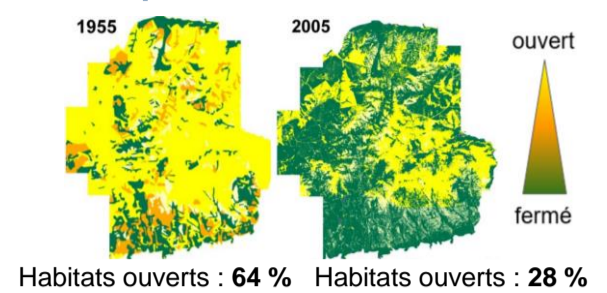 1955
2005
ouvert
fermé
Habitats ouverts : 64 %
Habitats ouverts : 28 %